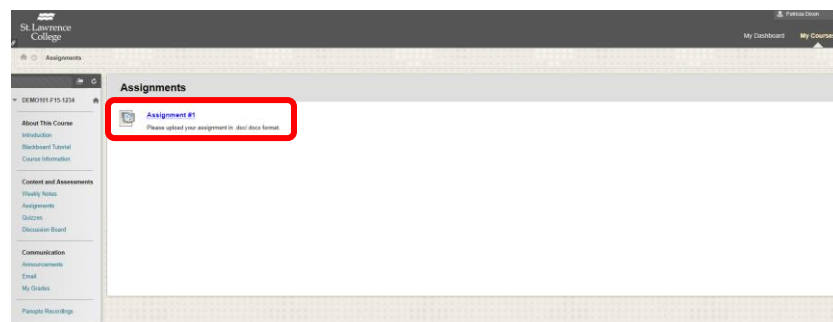 St. Lawrence
College
Patricia Dixon
My Dashboard
My Courses
Assignments
DEMO101-F15-1234
About This Course
Introduction
Blackboard Tutorial
Course Information
Content and Assessments
Weekly Notes
Assignments
Quizzes
Discussion Board
Communication
Announcements
Email
My Grades
Panopto Recordings
Assignments
Assignment #1
Please upload your assignment in .doc/.docx format.